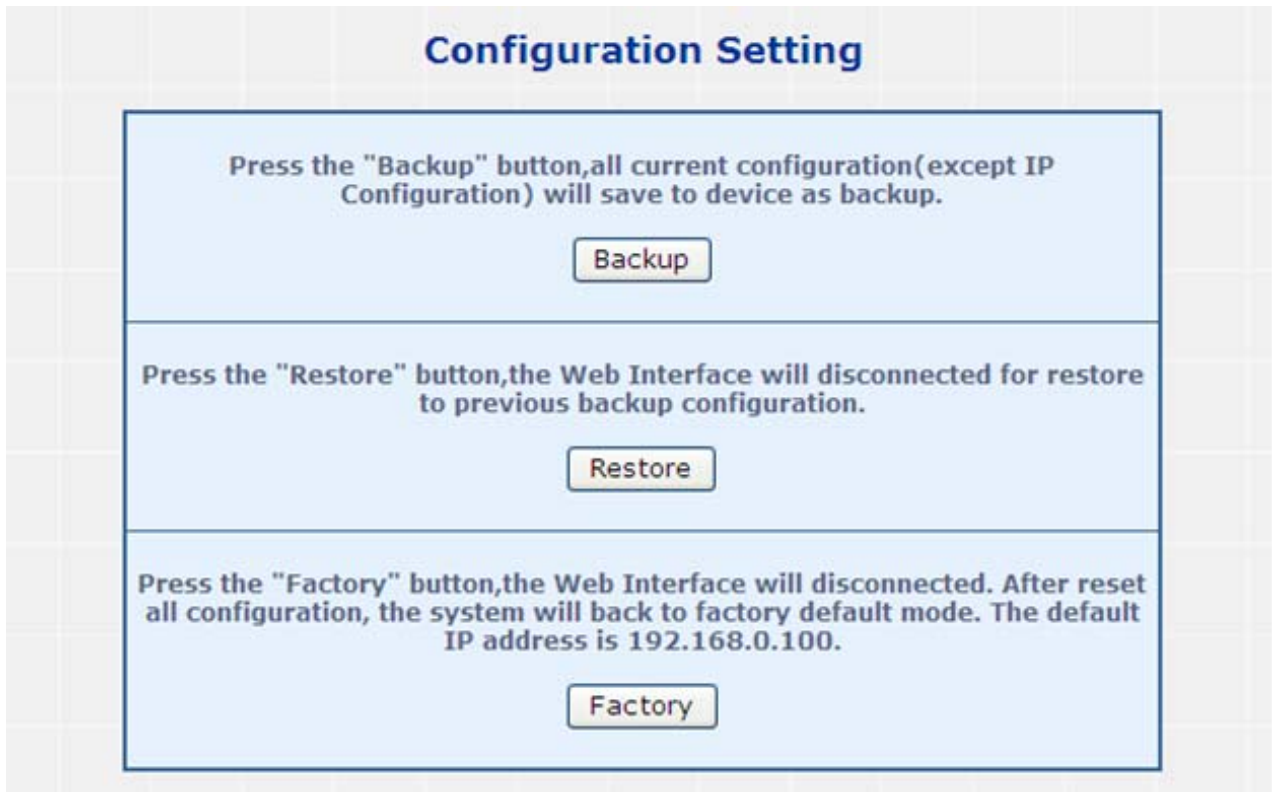 Configuration Setting
Press the "Backup" button,all current configuration(except IP
Configuration) will save to device as backup.
Backup
Press the "Restore" button,the Web Interface will disconnected for restore
to previous backup configuration.
Restore
Press the "Factory" button,the Web Interface will disconnected. After reset
all configuration, the system will back to factory default mode. The default
IP address is 192.168.0.100.
Factory